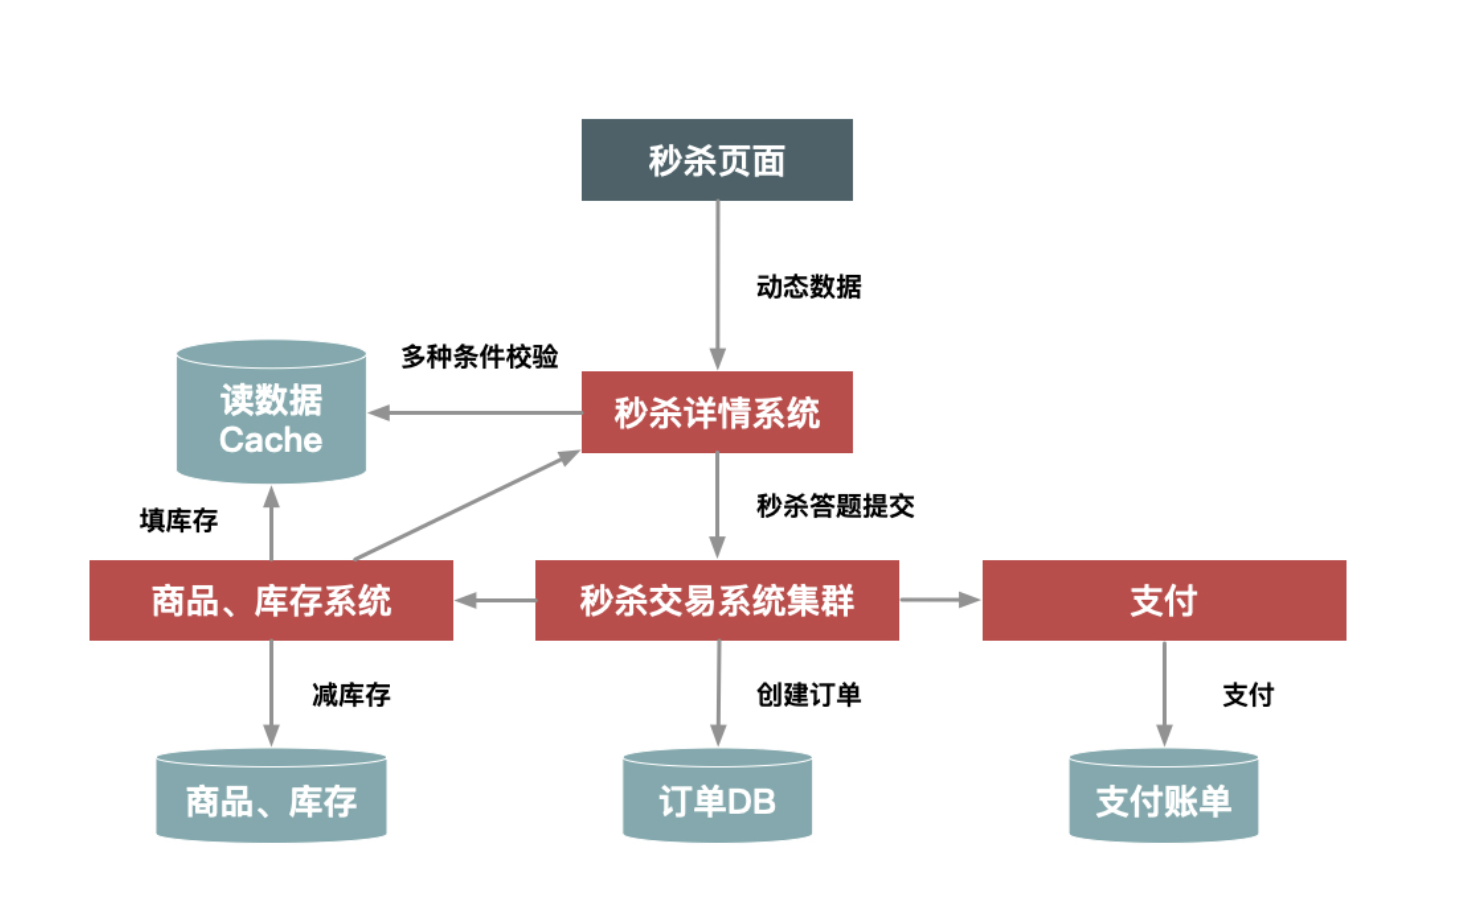 秒杀页面
动态数据
多种条件校验
读数据
Cache
秒杀详情系统
秒杀答题提交
填库存
商品、库存系统
秒杀交易系统集群
支付
减库存
创建订单
支付
商品、库存
订单DB
支付账单